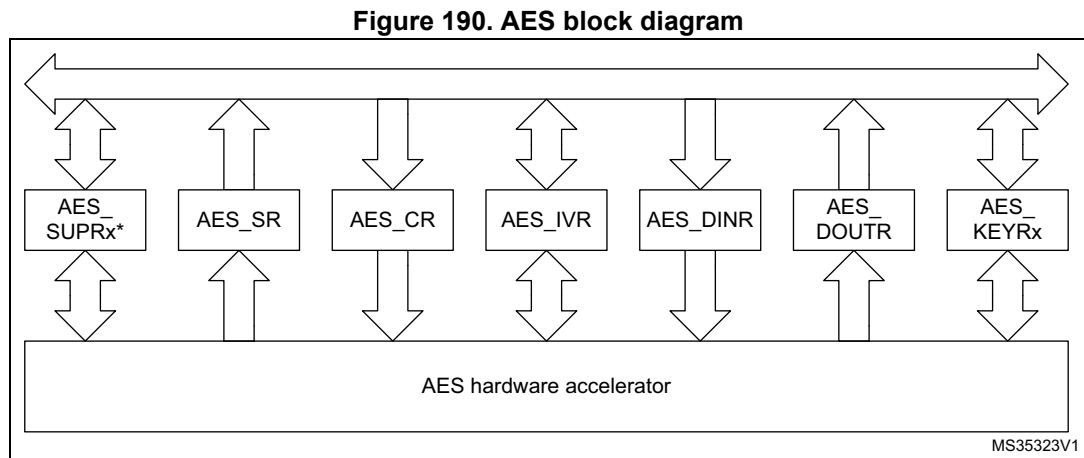 Figure 190. AES block diagram
AES_
SUPRx*
AES_SR
AES_CR
AES_IVR
AES_DINR
AES_
DOUTR
AES_
KEYRx
AES hardware accelerator
MS35323V1